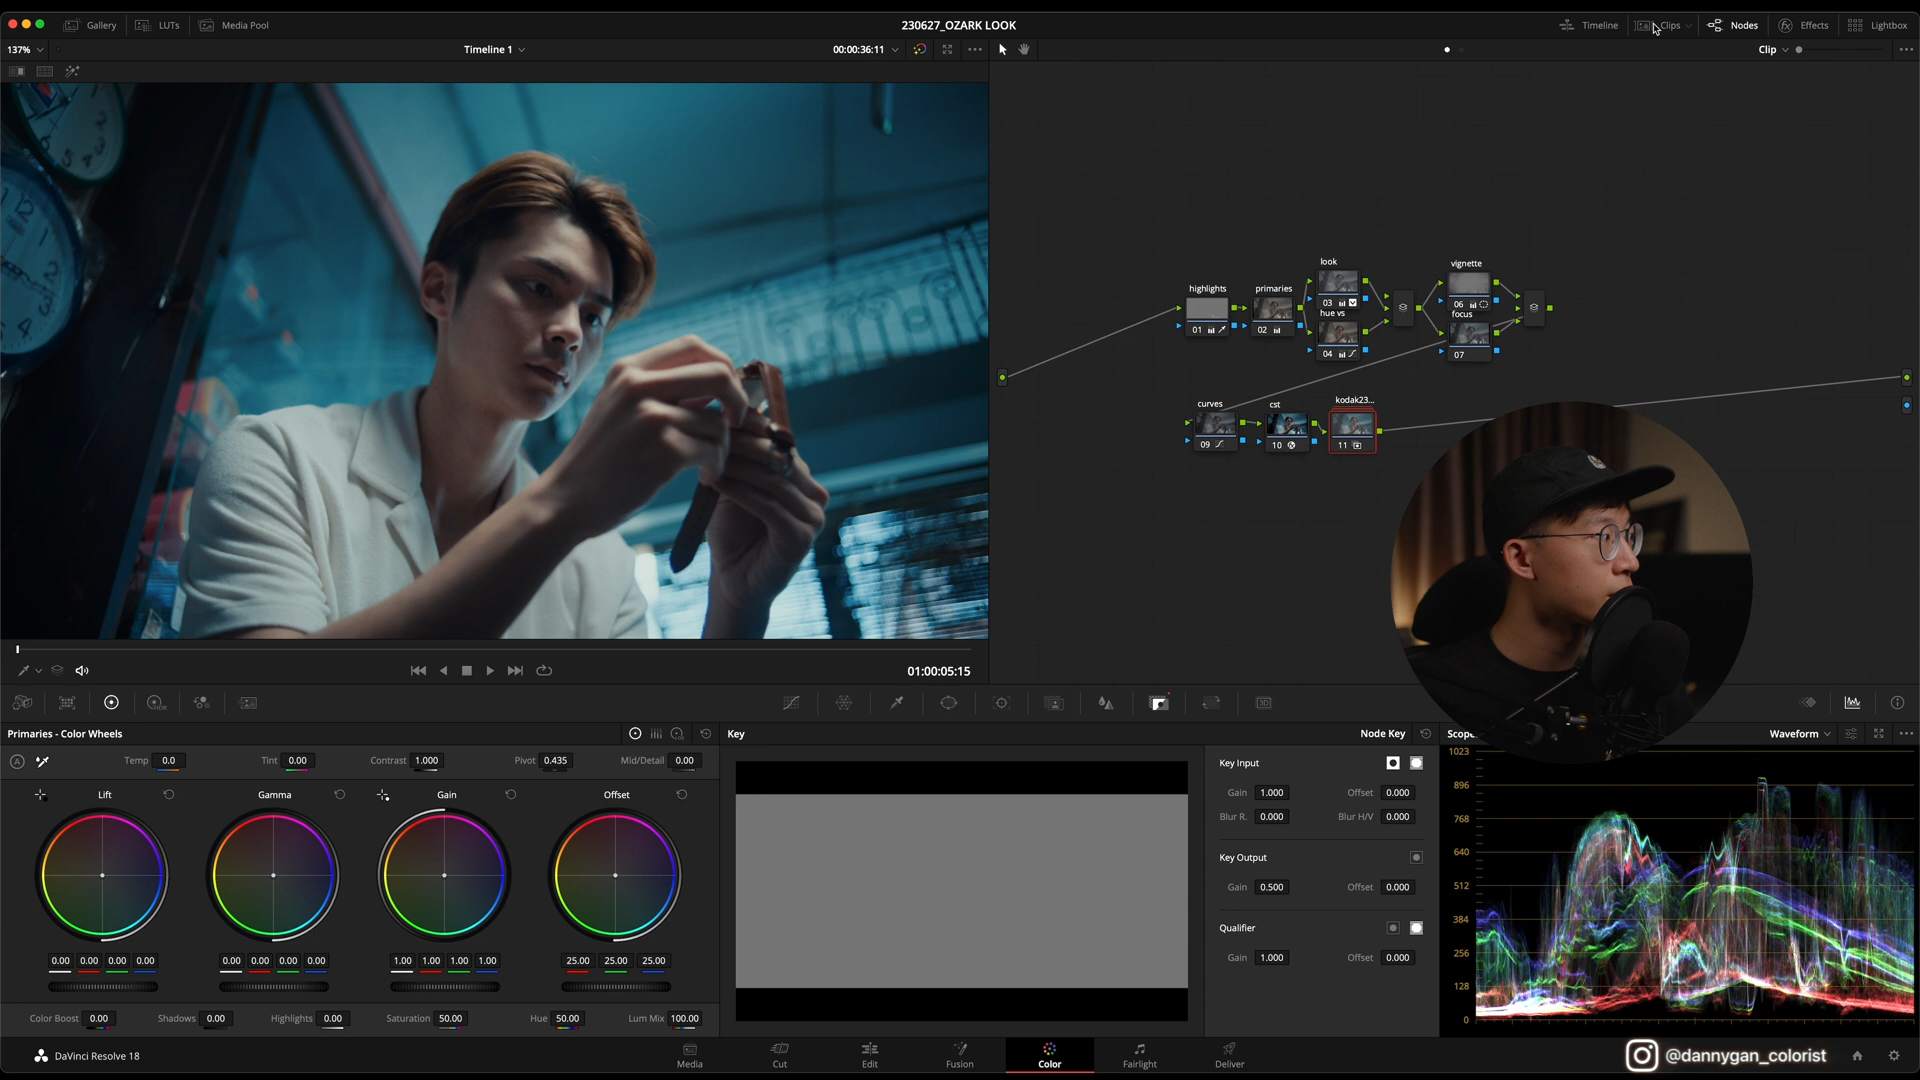 Gallery LUTs Media Pool 230627_OZARK LOOK Timeline Clips Nodes Effects Lightbox
137% Timeline 1 00:00:36:11 Clip
look
vignette
highlights primaries
03
06
hue vs
focus
01 02
04
07
curves cst kodak23...
09 10 11
01:00:05:15
Primaries - Color Wheels Key Node Key Scope Waveform
Temp 0.0 Tint 0.00 Contrast 1.000 Pivot 0.435 Mid/Detail 0.00
Key Input
Lift Gamma Gain Offset
Gain 1.000 Offset 0.000
Blur R. 0.000 Blur H/V 0.000
Key Output
Gain 0.500 Offset 0.000
Qualifier
Gain 1.000 Offset 0.000
0.00 0.00 0.00 0.00 0.00 0.00 0.00 0.00 1.00 1.00 1.00 1.00 25.00 25.00 25.00
Color Boost 0.00 Shadows 0.00 Highlights 0.00 Saturation 50.00 Hue 50.00 Lum Mix 100.00
1023
896
768
640
512
384
256
128
0
DaVinci Resolve 18
Media Cut Edit Fusion Color Fairlight Deliver
@dannygan_colorist